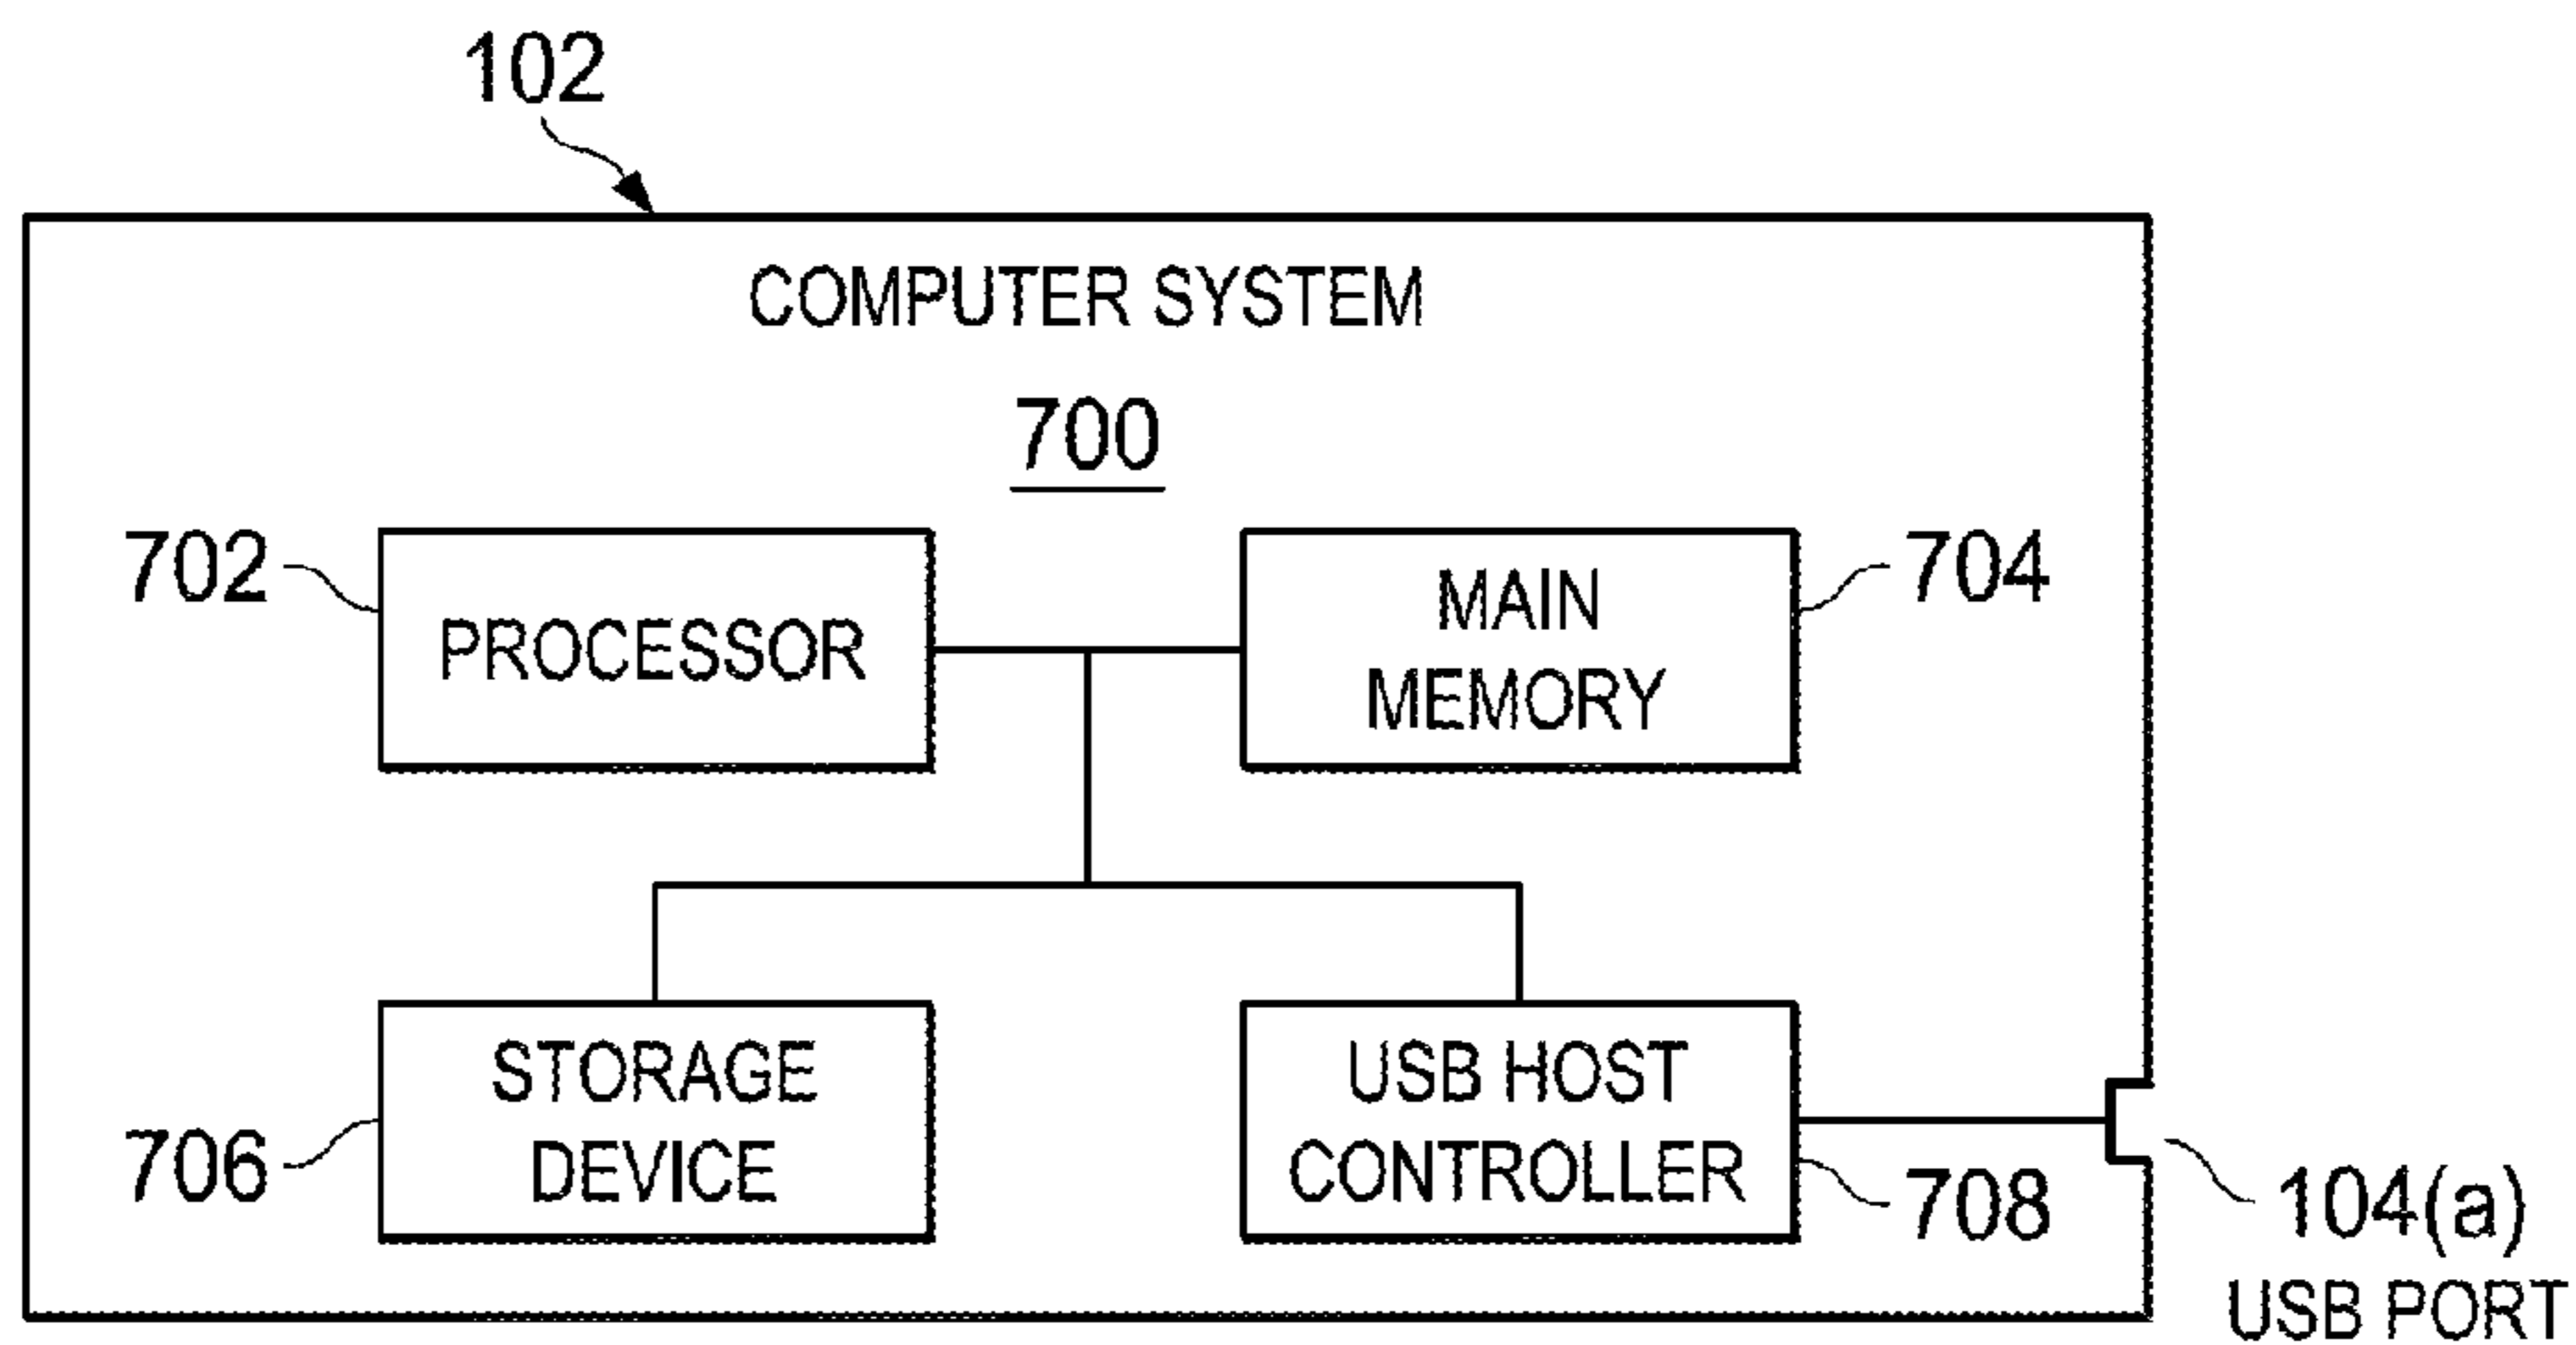 102
COMPUTER SYSTEM
700
702
PROCESSOR
MAIN
MEMORY
704
706
STORAGE
DEVICE
USB HOST
CONTROLLER
708
104(a)
USB PORT